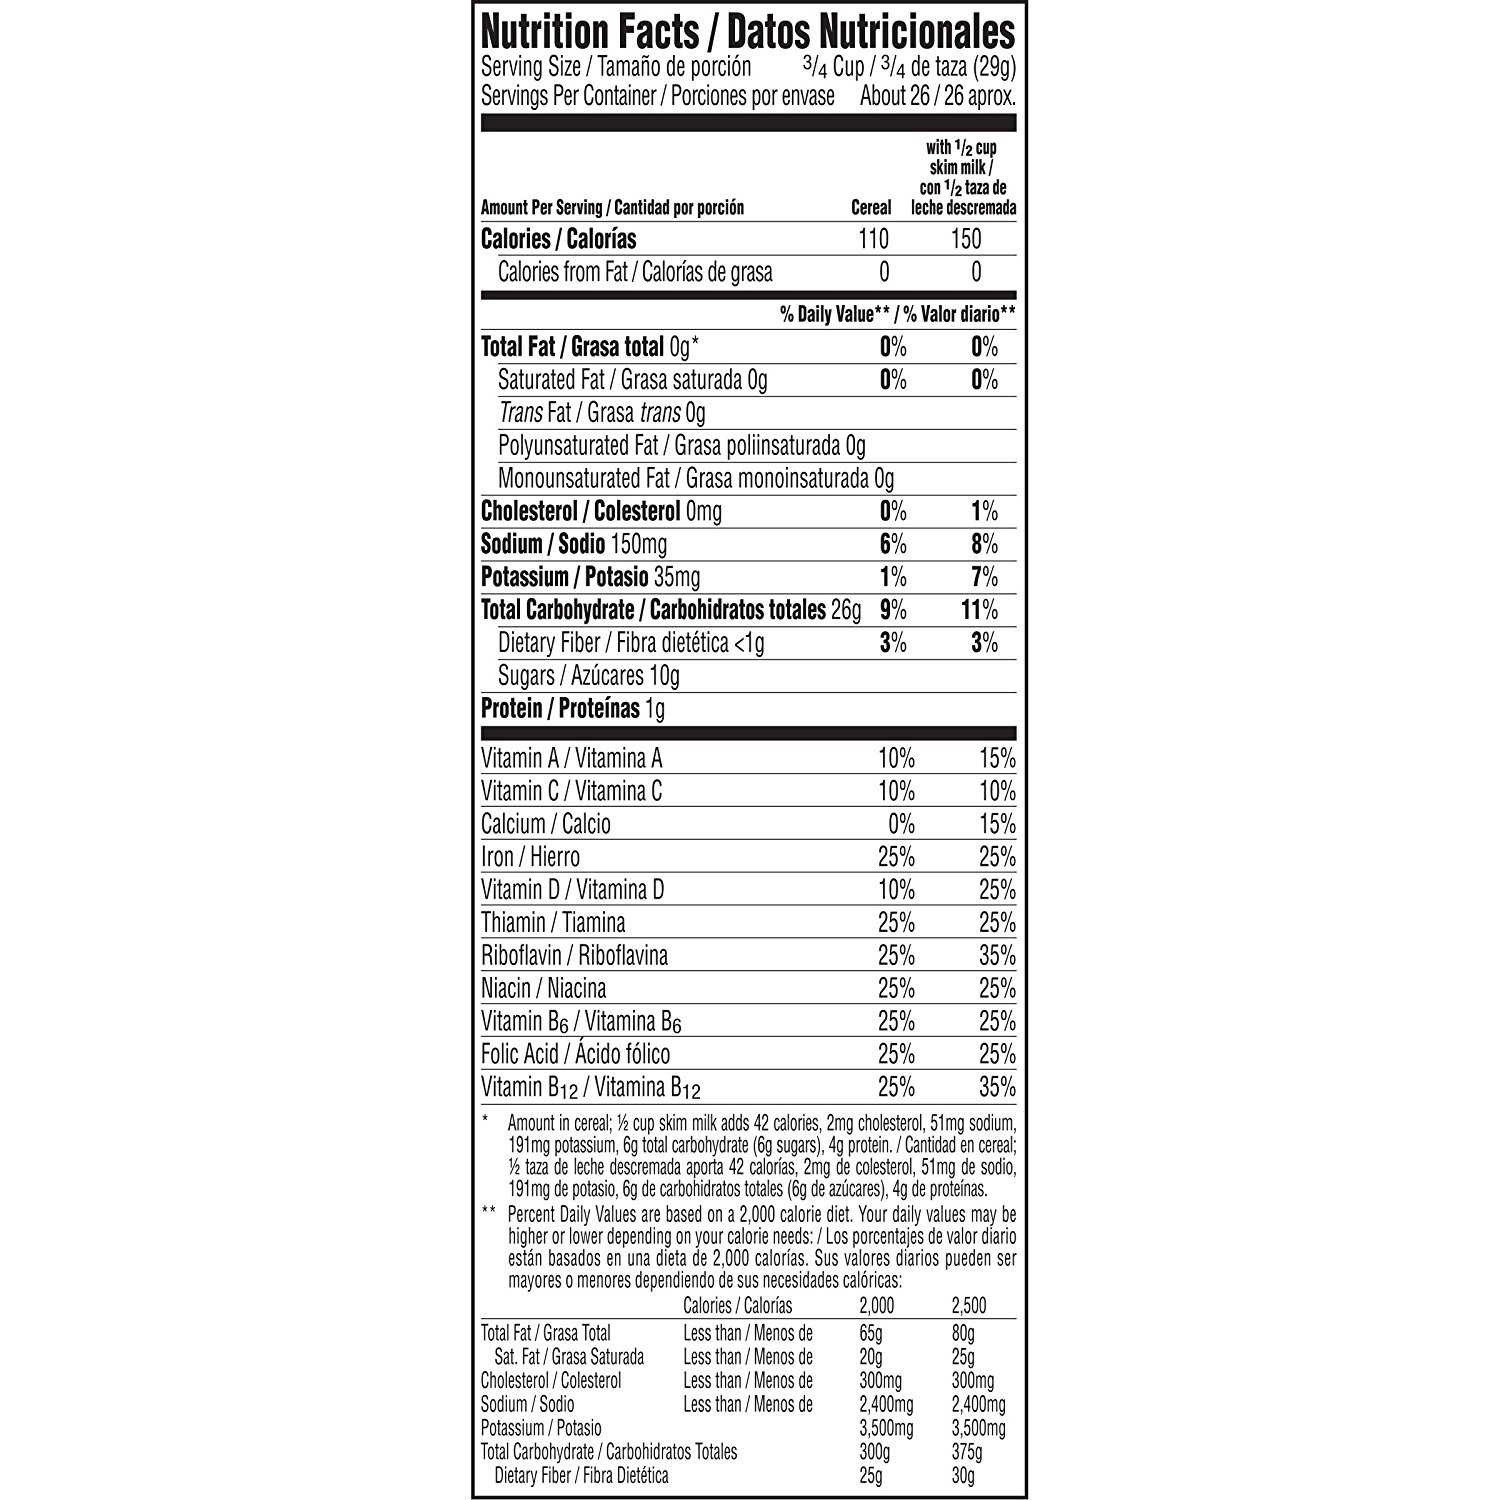 Nutrition Facts / Datos Nutricionales
Serving Size / Tamaño de porción 3/4 Cup / 3/4 de taza (29g)
Servings Per Container / Porciones por envase About 26 / 26 aprox.
with 1/2 cup
skim milk /
con 1/2 taza de
Amount Per Serving / Cantidad por porción Cereal leche descremada
Calories / Calorías 110 150
Calories from Fat / Calorías de grasa 0 0
% Daily Value** / % Valor diario**
Total Fat / Grasa total 0g* 0% 0%
Saturated Fat / Grasa saturada 0g 0% 0%
Trans Fat / Grasa trans 0g
Polyunsaturated Fat / Grasa poliinsaturada 0g
Monounsaturated Fat / Grasa monoinsaturada 0g
Cholesterol / Colesterol 0mg 0% 1%
Sodium / Sodio 150mg 6% 8%
Potassium / Potasio 35mg 1% 7%
Total Carbohydrate / Carbohidratos totales 26g 9% 11%
Dietary Fiber / Fibra dietética <1g 3% 3%
Sugars / Azúcares 10g
Protein / Proteínas 1g
Vitamin A / Vitamina A 10% 15%
Vitamin C / Vitamina C 10% 10%
Calcium / Calcio 0% 15%
Iron / Hierro 25% 25%
Vitamin D / Vitamina D 10% 25%
Thiamin / Tiamina 25% 25%
Riboflavin / Riboflavina 25% 35%
Niacin / Niacina 25% 25%
Vitamin B6 / Vitamina B6 25% 25%
Folic Acid / Ácido fólico 25% 25%
Vitamin B12 / Vitamina B12 25% 35%
* Amount in cereal; ½ cup skim milk adds 42 calories, 2mg cholesterol, 51mg sodium,
191mg potassium, 6g total carbohydrate (6g sugars), 4g protein. / Cantidad en cereal;
½ taza de leche descremada aporta 42 calorías, 2mg de colesterol, 51mg de sodio,
191mg de potasio, 6g de carbohidratos totales (6g de azúcares), 4g de proteínas.
** Percent Daily Values are based on a 2,000 calorie diet. Your daily values may be
higher or lower depending on your calorie needs: / Los porcentajes de valor diario
están basados en una dieta de 2,000 calorías. Sus valores diarios pueden ser
mayores o menores dependiendo de sus necesidades calóricas:
Calories / Calorías 2,000 2,500
Total Fat / Grasa Total Less than / Menos de 65g 80g
Sat. Fat / Grasa Saturada Less than / Menos de 20g 25g
Cholesterol / Colesterol Less than / Menos de 300mg 300mg
Sodium / Sodio Less than / Menos de 2,400mg 2,400mg
Potassium / Potasio 3,500mg 3,500mg
Total Carbohydrate / Carbohidratos Totales 300g 375g
Dietary Fiber / Fibra Dietética 25g 30g